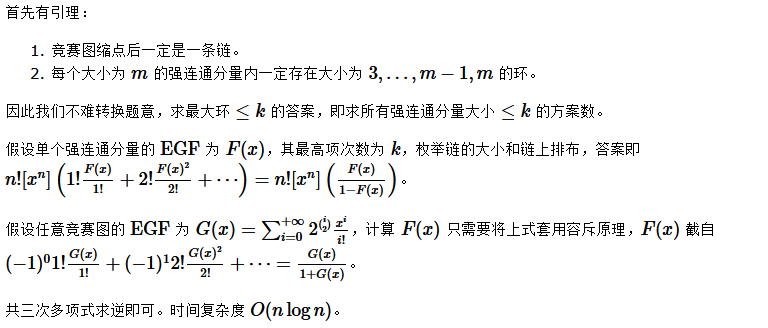 首先有引理：
1. 竞赛图缩点后一定是一条链。
2. 每个大小为 $m$ 的强连通分量内一定存在大小为 $3, \ldots, m-1, m$ 的环。
因此我们不难转换题意，求最大环 $\leq k$ 的答案，即求所有强连通分量大小 $\leq k$ 的方案数。
假设单个强连通分量的 EGF 为 $F(x)$，其最高项次数为 $k$，枚举链的大小和链上排布，答案即
$n![x^n]\left(1!\frac{F(x)}{1!}+2!\frac{F(x)^2}{2!}+\cdots\right)=n![x^n]\left(\frac{F(x)}{1-F(x)}\right)$。
假设任意竞赛图的 EGF 为 $G(x)=\sum_{i=0}^{+\infty}2^{\binom{i}{2}}\frac{x^i}{i!}$，计算 $F(x)$ 只需要将上式套用容斥原理，$F(x)$ 截自
$(-1)^0 1!\frac{G(x)}{1!}+(-1)^1 2!\frac{G(x)^2}{2!}+\cdots=\frac{G(x)}{1+G(x)}$。
共三次多项式求逆即可。时间复杂度 $O(n\log n)$。